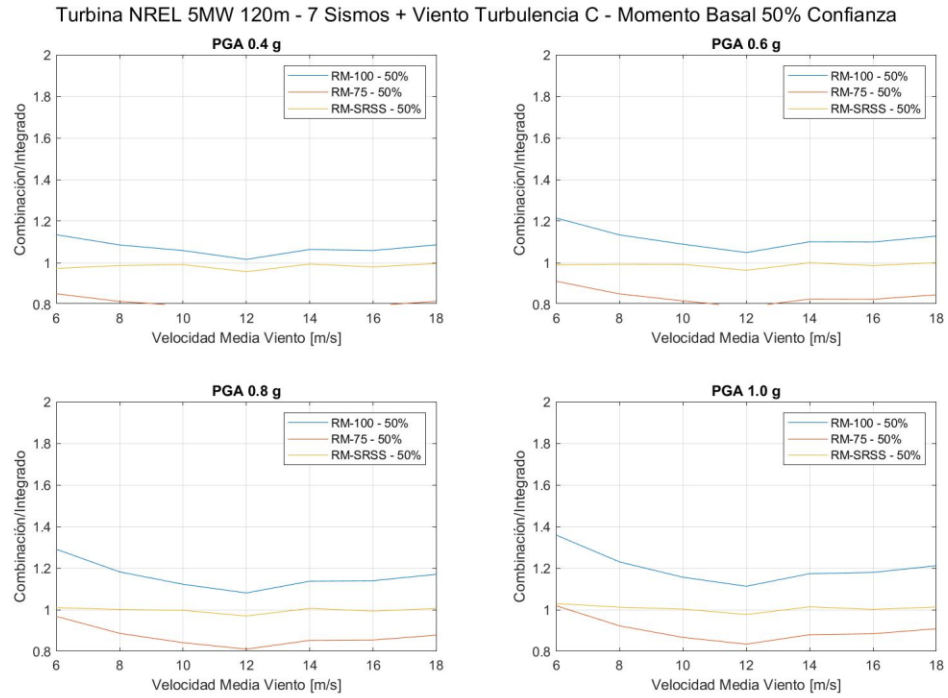 Turbina NREL 5MW 120m - 7 Sismos + Viento Turbulencia C - Momento Basal 50% Confianza
PGA 0.4 g
Combinación/Integrado
2
1.8
1.6
1.4
1.2
1
0.8
RM-100 - 50%
RM-75 - 50%
RM-SRSS - 50%
6 8 10 12 14 16 18
Velocidad Media Viento [m/s]
PGA 0.6 g
Combinación/Integrado
2
1.8
1.6
1.4
1.2
1
0.8
RM-100 - 50%
RM-75 - 50%
RM-SRSS - 50%
6 8 10 12 14 16 18
Velocidad Media Viento [m/s]
PGA 0.8 g
Combinación/Integrado
2
1.8
1.6
1.4
1.2
1
0.8
RM-100 - 50%
RM-75 - 50%
RM-SRSS - 50%
6 8 10 12 14 16 18
Velocidad Media Viento [m/s]
PGA 1.0 g
Combinación/Integrado
2
1.8
1.6
1.4
1.2
1
0.8
RM-100 - 50%
RM-75 - 50%
RM-SRSS - 50%
6 8 10 12 14 16 18
Velocidad Media Viento [m/s]